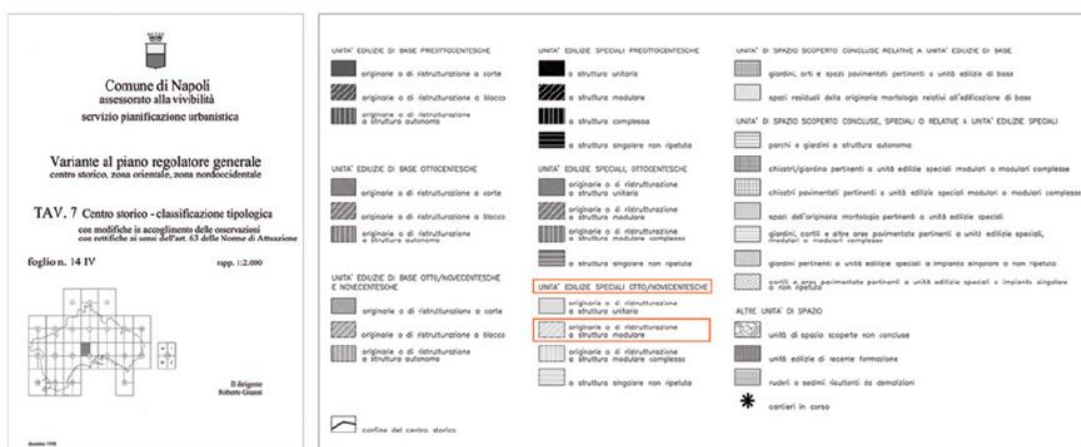 Comune di Napoli
assessorato alla vivibilità
servizio pianificazione urbanistica
Variante al piano regolatore generale
centro storico, zona orientale, zona nordoccidentale
TAV. 7 Centro storico - classificazione tipologica
con modifiche in accoglimento delle osservazioni
con rettifiche ai sensi dell'art. 63 delle Norme di Attuazione
foglio n. 14 IV
rapp. 1:2.000
Il dirigente
Roberto Gianni
UNITA' EDILIZIE DI BASE PREOTTOCENTESCHE
originarie o di ristrutturazione a corte
originarie o di ristrutturazione a blocco
originarie o di ristrutturazione
a struttura autonoma
UNITA' EDILIZIE DI BASE OTTOCENTESCHE
originarie o di ristrutturazione a corte
originarie o di ristrutturazione a blocco
originarie o di ristrutturazione
a struttura autonoma
UNITA' EDILIZIE DI BASE OTTO/NOVECENTESCHE
E NOVECENTESCHE
originarie o di ristrutturazione a corte
originarie o di ristrutturazione a blocco
originarie o di ristrutturazione
a struttura autonoma
confine del centro storico
UNITA' EDILIZIE SPECIALI PREOTTOCENTESCHE
a struttura unitaria
a struttura modulare
a struttura complessa
a struttura singolare non ripetuta
UNITA' EDILIZIE SPECIALI, OTTOCENTESCHE
originarie o di ristrutturazione
a struttura unitaria
originarie o di ristrutturazione
a struttura modulare
originarie o di ristrutturazione
a struttura modulare complessa
a struttura singolare non ripetuta
UNITA' EDILIZIE SPECIALI OTTO/NOVECENTESCHE
originarie o di ristrutturazione
a struttura unitaria
originarie o di ristrutturazione
a struttura modulare
originarie o di ristrutturazione
a struttura modulare complessa
a struttura singolare non ripetuta
UNITA' DI SPAZIO SCOPERTO CONCLUSE RELATIVE A UNITA' EDILIZIE DI BASE
giardini, orti e spazi pavimentati pertinenti a unità edilizie di base
spazi residuali della originaria morfologia relativi all'edificazione di base
UNITA' DI SPAZIO SCOPERTO CONCLUSE, SPECIALI O RELATIVE A UNITA' EDILIZIE SPECIALI
parchi e giardini a struttura autonoma
chiostri/giardino pertinenti a unità edilizie speciali modulari o modulari complesse
chiostri pavimentati pertinenti a unità edilizie speciali modulari o modulari complesse
spazi dell'originaria morfologia pertinenti a unità edilizie speciali
giardini, cortili e altre aree pavimentate pertinenti a unità edilizie speciali,
modulari o modulari complesse
giardini pertinenti a unità edilizie speciali a impianto singolare o non ripetuto
cortili e aree pavimentate pertinenti a unità edilizie speciali a impianto singolare
o non ripetuto
ALTRE UNITA' DI SPAZIO
unità di spazio scoperte non concluse
unità edilizie di recente formazione
ruderi o sedimi risultanti da demolizioni
cantieri in corso